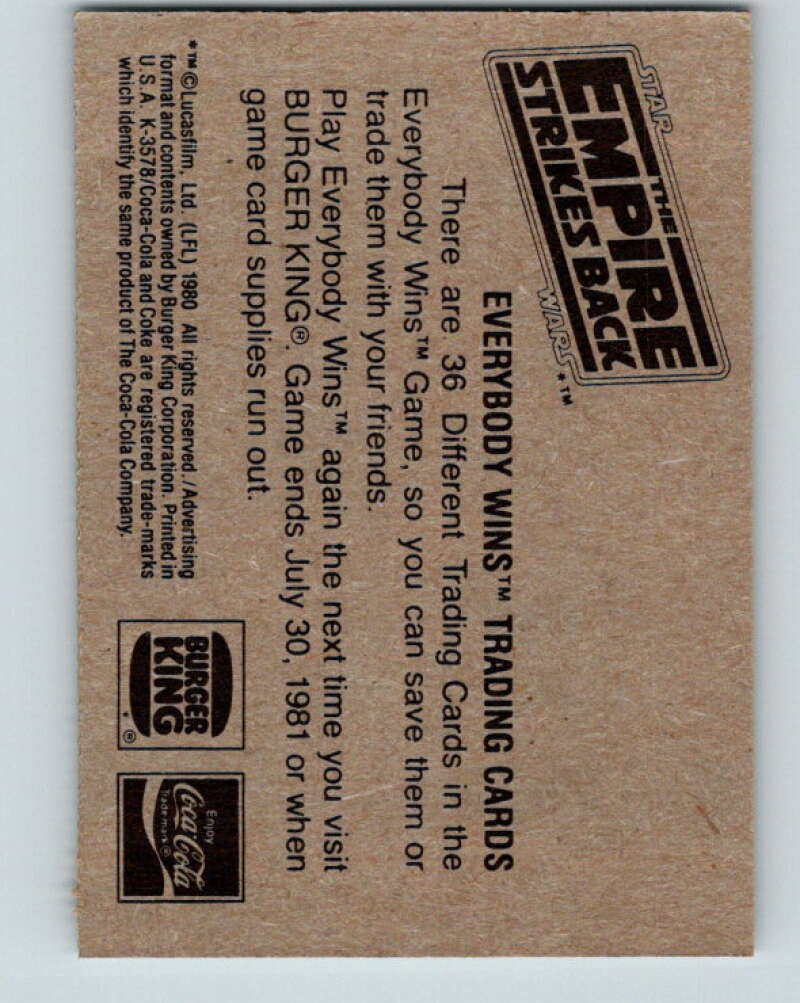 STAR
THE
EMPIRE
STRIKES BACK
WARS *™
EVERYBODY WINS™ TRADING CARDS
There are 36 Different Trading Cards in the
Everybody Wins™ Game, so you can save them or
trade them with your friends.
Play Everybody Wins™ again the next time you visit
BURGER KING®. Game ends July 30, 1981 or when
game card supplies run out.
*™©Lucasfilm, Ltd. (LFL) 1980 All rights reserved./Advertising
format and contents owned by Burger King Corporation. Printed in
U.S.A. K-3578/Coca-Cola and Coke are registered trade-marks
which identify the same product of The Coca-Cola Company.
BURGER
KING
*®
Enjoy
Coca-Cola
Trademark®